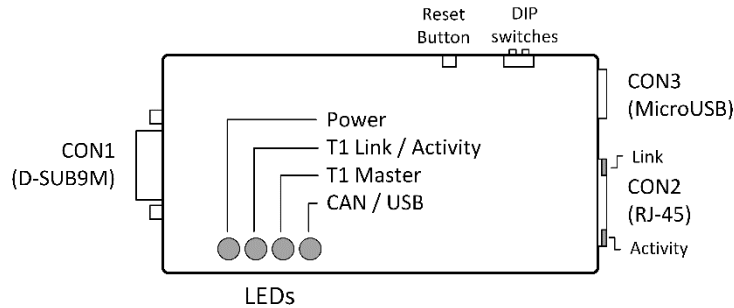 Reset
Button
DIP
switches
CON3
(MicroUSB)
Power
T1 Link / Activity
T1 Master
CAN / USB
CON1
(D-SUB9M)
Link
CON2
(RJ-45)
Activity
LEDs